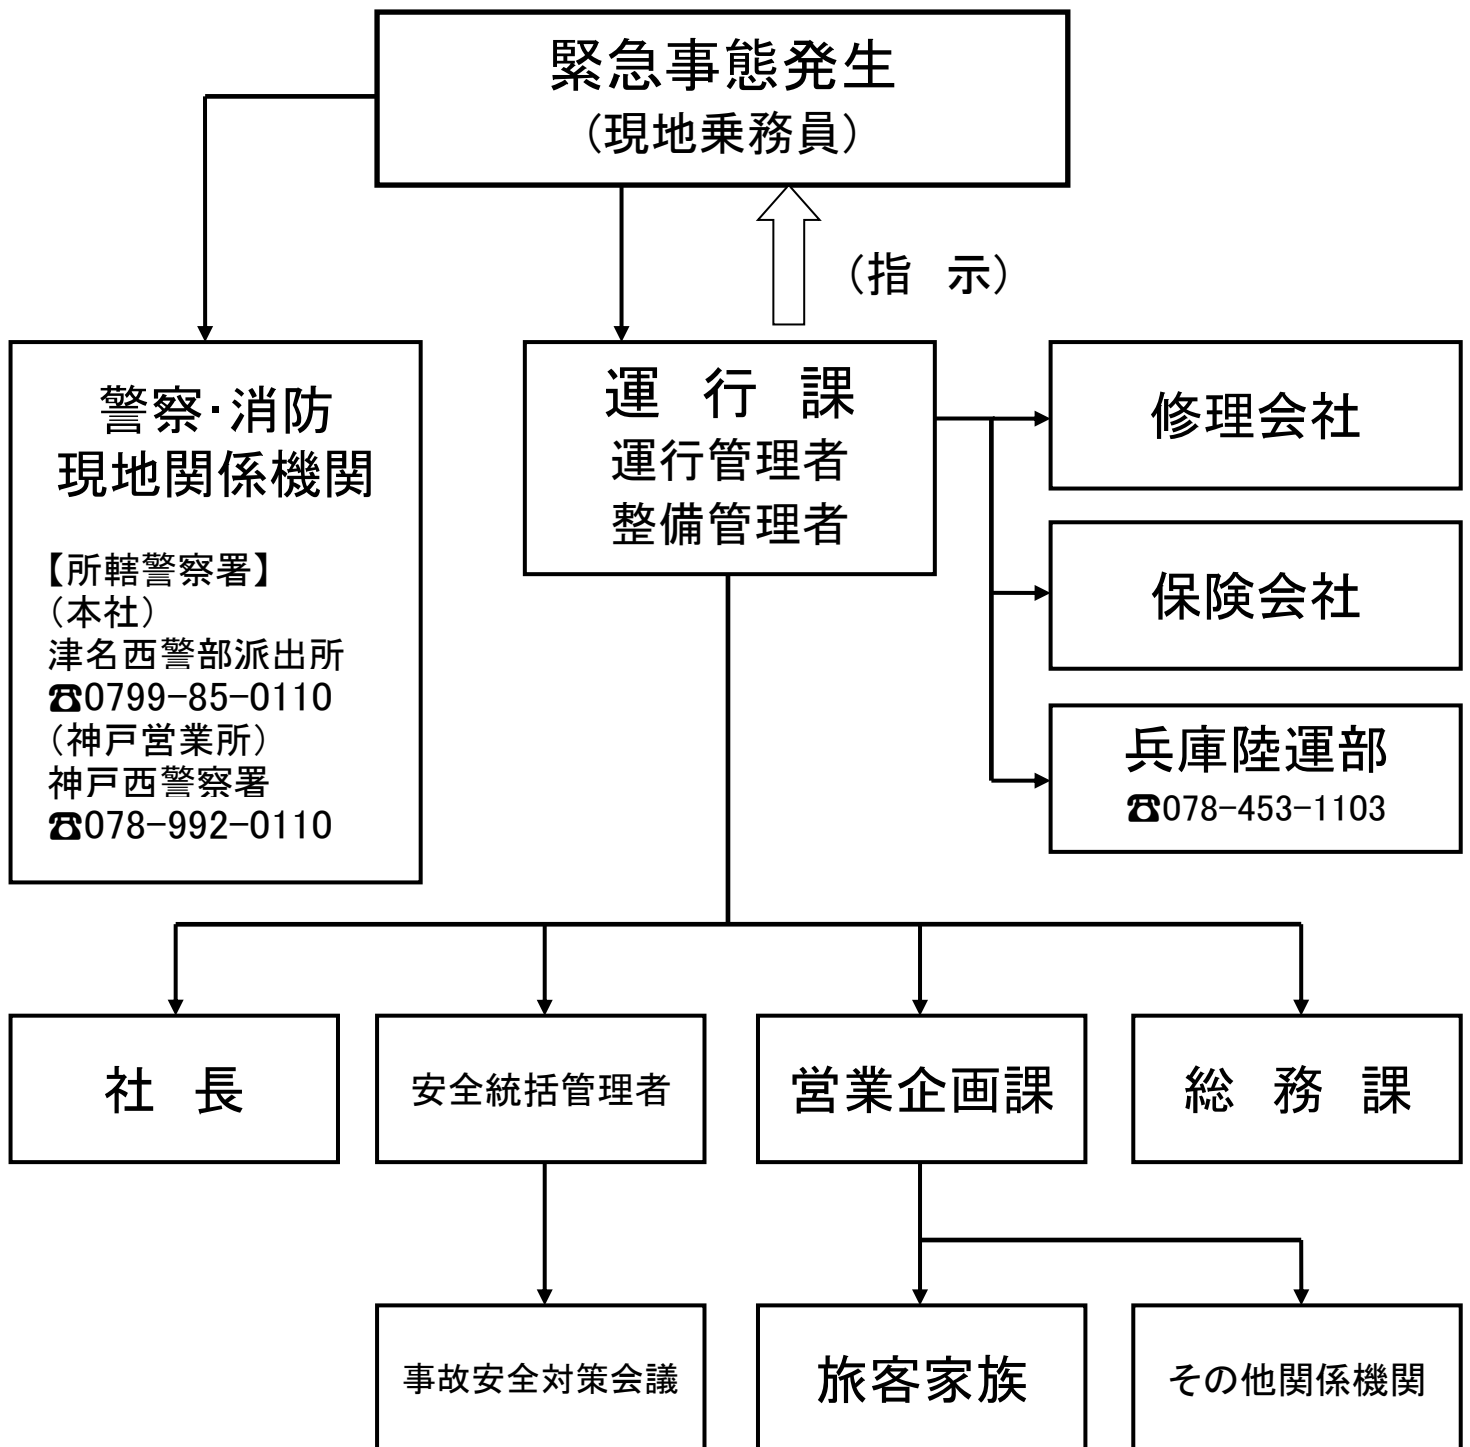 緊急事態発生
（現地乗務員）
（指　示）
警察・消防
現地関係機関
【所轄警察署】
（本社）
津名西警部派出所
☎0799-85-0110
（神戸営業所）
神戸西警察署
☎078-992-0110
運　行　課
運行管理者
整備管理者
修理会社
保険会社
兵庫陸運部
☎078-453-1103
社　長
安全統括管理者
営業企画課
総　務　課
事故安全対策会議
旅客家族
その他関係機関